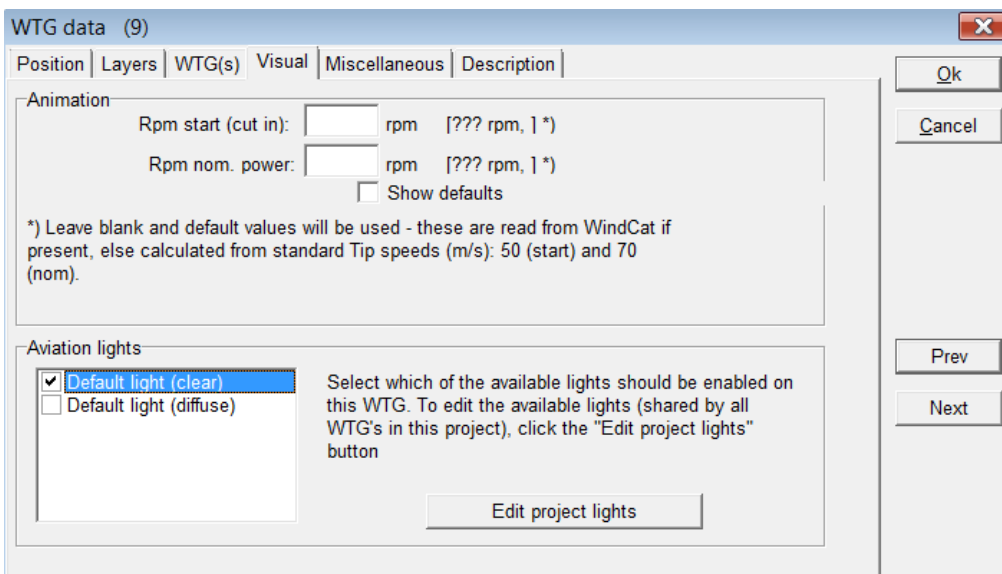 WTG data (9)
Position Layers WTG(s) Visual Miscellaneous Description
Ok
Cancel
Animation
Rpm start (cut in): rpm [??? rpm, ] *)
Rpm nom. power: rpm [??? rpm, ] *)
Show defaults
*) Leave blank and default values will be used - these are read from WindCat if
present, else calculated from standard Tip speeds (m/s): 50 (start) and 70
(nom).
Aviation lights
Default light (clear)
Default light (diffuse)
Select which of the available lights should be enabled on
this WTG. To edit the available lights (shared by all
WTG's in this project), click the "Edit project lights"
button
Edit project lights
Prev
Next